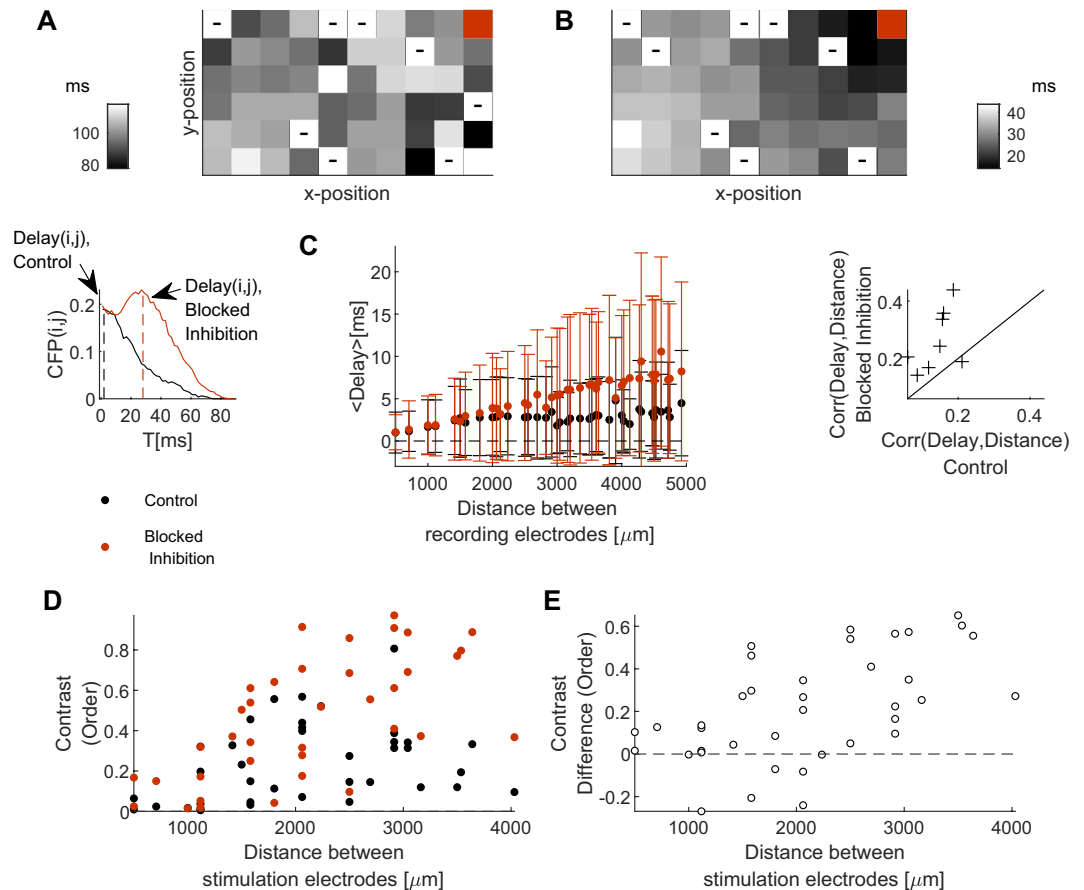 A
ms
100
80
y-position
- - - -
-
-
-
- -
x-position
B
- - - -
- -
-
- -
x-position
ms
40
30
20
Delay(i,j),
Control
Delay(i,j),
Blocked
Inhibition
CFP(i,j)
0.2
0.1
0
0 20 40 60 80
T[ms]
Control
Blocked
Inhibition
C
<Delay>[ms]
20
15
10
5
0
1000 2000 3000 4000 5000
Distance between
recording electrodes [μm]
Corr(Delay,Distance)
Blocked Inhibition
0.4
0.2
0.2 0.4
Corr(Delay,Distance)
Control
D
Contrast
(Order)
0.8
0.6
0.4
0.2
0
1000 2000 3000 4000
Distance between
stimulation electrodes [μm]
E
Contrast
Difference (Order)
0.6
0.4
0.2
0
-0.2
1000 2000 3000 4000
Distance between
stimulation electrodes [μm]